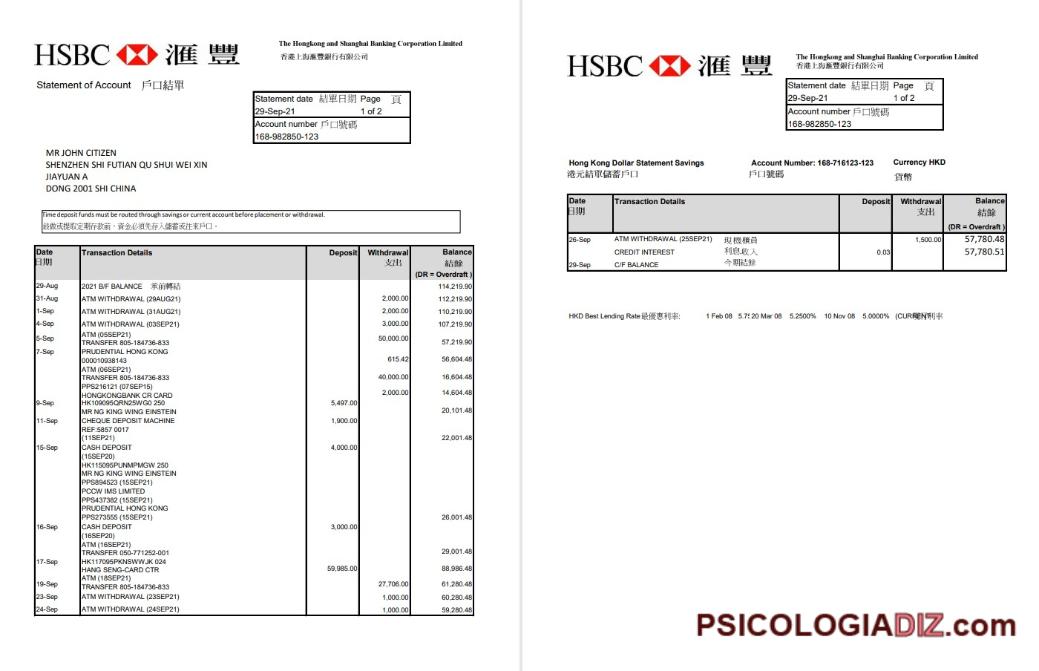 HSBC 滙豐
The Hongkong and Shanghai Banking Corporation Limited
香港上海滙豐銀行有限公司
Statement of Account 戶口結單
Statement date 結單日期 Page 頁
29-Sep-21 1 of 2
Account number 戶口號碼
168-982850-123
MR JOHN CITIZEN
SHENZHEN SHI FUTIAN QU SHUI WEI XIN
JIAYUAN A
DONG 2001 SHI CHINA
Time deposit funds must be routed through savings or current account before placement or withdrawal.
敍做或提取定期存款前，資金必須先存入儲蓄或往來戶口。
Date Transaction Details Deposit Withdrawal Balance
日期 支出 結餘
(DR = Overdraft )
29-Aug 2021 B/F BALANCE 承前轉結 114,219.90
31-Aug ATM WITHDRAWAL (29AUG21) 2,000.00 112,219.90
1-Sep ATM WITHDRAWAL (31AUG21) 2,000.00 110,219.90
4-Sep ATM WITHDRAWAL (03SEP21) 3,000.00 107,219.90
5-Sep ATM (05SEP21) 50,000.00
TRANSFER 805-184736-833 57,219.90
7-Sep PRUDENTIAL HONG KONG
000010938143 615.42 56,604.48
ATM (06SEP21)
TRANSFER 805-184736-833 40,000.00 16,604.48
PPS216121 (07SEP15)
HONGKONGBANK CR CARD 2,000.00 14,604.48
9-Sep HK109095QRN25WG0 250 5,497.00
MR NG KING WING EINSTEIN 20,101.48
11-Sep CHEQUE DEPOSIT MACHINE 1,900.00
REF:5857 0017
(11SEP21) 22,001.48
15-Sep CASH DEPOSIT 4,000.00
(15SEP20)
HK115095PUNMPMGW 250
MR NG KING WING EINSTEIN
PPS894523 (15SEP21)
PCCW IMS LIMITED
PPS437382 (15SEP21)
PRUDENTIAL HONG KONG
PPS273555 (15SEP21) 26,001.48
16-Sep CASH DEPOSIT 3,000.00
(16SEP20)
ATM (16SEP21)
TRANSFER 050-771252-001 29,001.48
17-Sep HK117095PKNSWWJK 024
HANG SENG-CARD CTR 59,985.00 88,986.48
ATM (18SEP21)
19-Sep TRANSFER 805-184736-833 27,706.00 61,280.48
23-Sep ATM WITHDRAWAL (23SEP21) 1,000.00 60,280.48
24-Sep ATM WITHDRAWAL (24SEP21) 1,000.00 59,280.48
HSBC 滙豐
The Hongkong and Shanghai Banking Corporation Limited
香港上海滙豐銀行有限公司
Statement date 結單日期 Page 頁
29-Sep-21 1 of 2
Account number 戶口號碼
168-982850-123
Hong Kong Dollar Statement Savings Account Number: 168-716123-123 Currency HKD
港元結單儲蓄戶口 戶口號碼 貨幣
Date Transaction Details Deposit Withdrawal Balance
日期 支出 結餘
(DR = Overdraft )
26-Sep ATM WITHDRAWAL (25SEP21) 現機櫃員 1,500.00 57,780.48
CREDIT INTEREST 利息收入 0.03 57,780.51
29-Sep C/F BALANCE 今期結餘
HKD Best Lending Rate 最優惠利率: 1 Feb 08 5.75 20 Mar 08 5.2500% 10 Nov 08 5.0000% (CURRENT)利率
PSICOLOGIADIZ.com